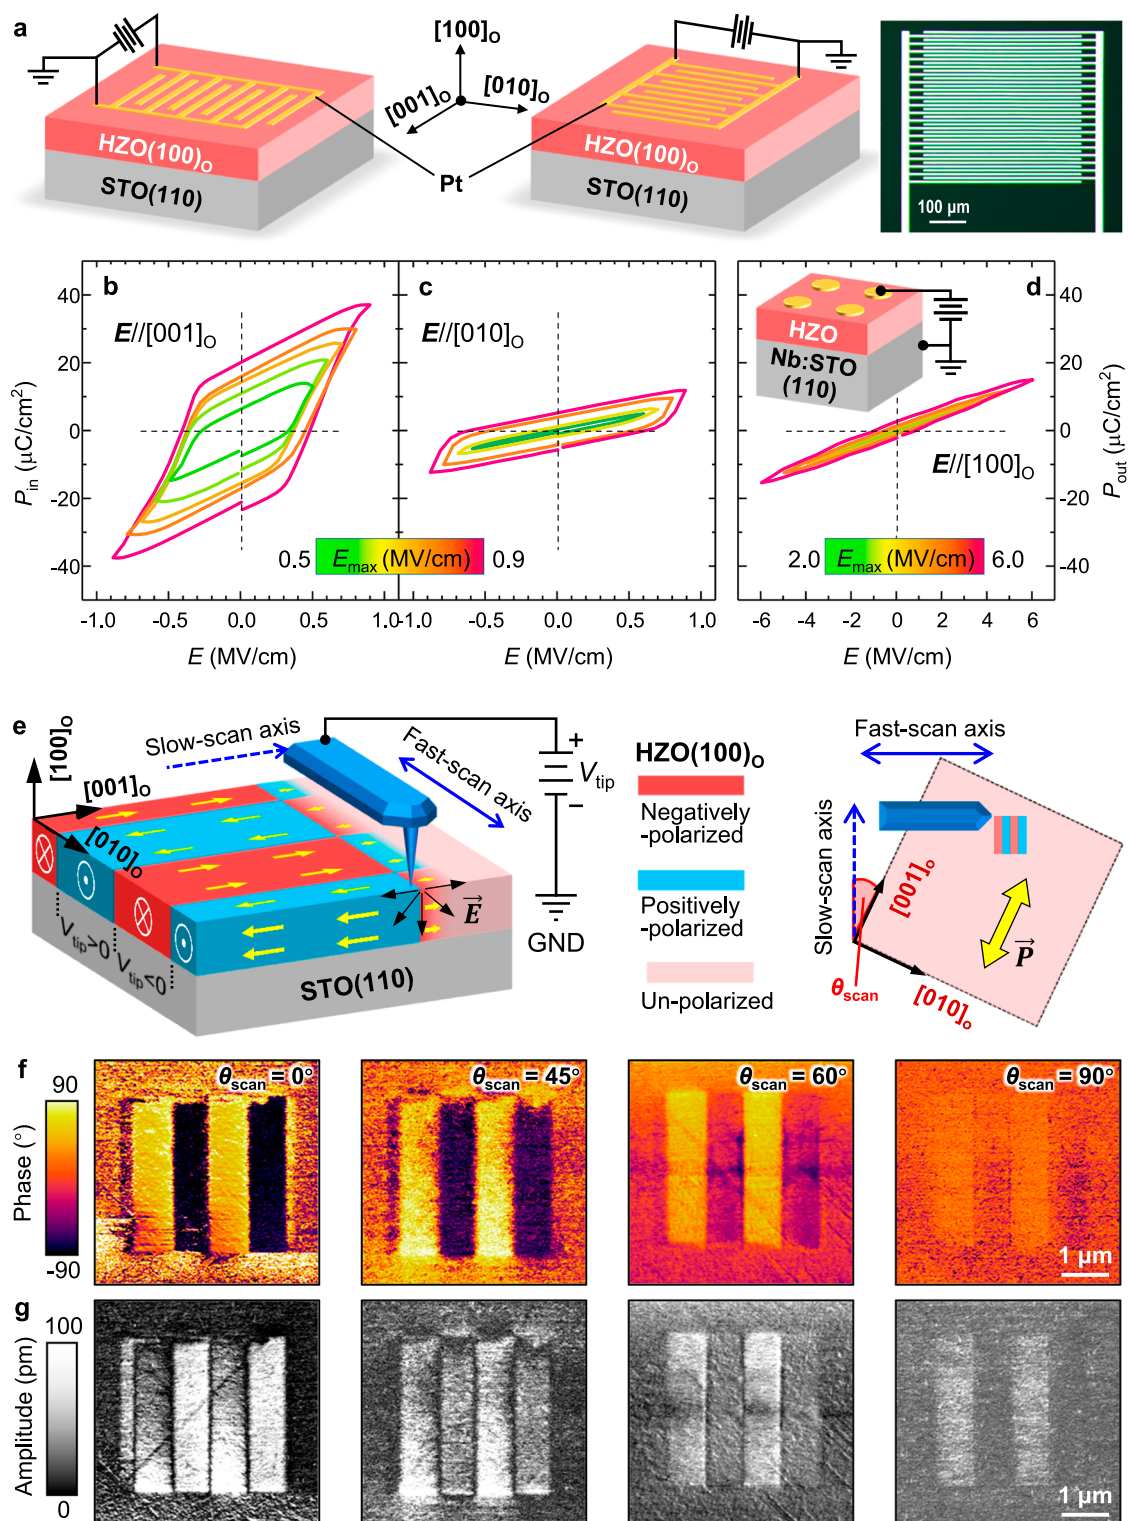 a
[100]O
[010]O
[001]O
HZO(100)O
STO(110)
Pt
HZO(100)O
STO(110)
100 μm
b
E//[001]O
c
E//[010]O
d
HZO
Nb:STO
(110)
E//[100]O
40
20
0
-20
-40
Pin (μC/cm²)
40
20
0
-20
-40
Pout (μC/cm²)
0.5
Emax (MV/cm)
0.9
2.0
Emax (MV/cm)
6.0
-1.0
-0.5
0.0
0.5
-1.0
-0.5
0.0
0.5
1.0
-6
-4
-2
0
2
4
6
E (MV/cm)
E (MV/cm)
E (MV/cm)
e
[100]O
[001]O
[010]O
Slow-scan axis
Fast-scan axis
+
Vtip
−
GND
E
Vtip>0
Vtip<0
STO(110)
HZO(100)O
Negatively
-polarized
Positively
-polarized
Un-polarized
Fast-scan axis
Slow-scan axis
[001]O
[010]O
θscan
P
f
90
Phase (°)
-90
θscan = 0°
θscan = 45°
θscan = 60°
θscan = 90°
1 μm
g
100
Amplitude (pm)
0
1 μm